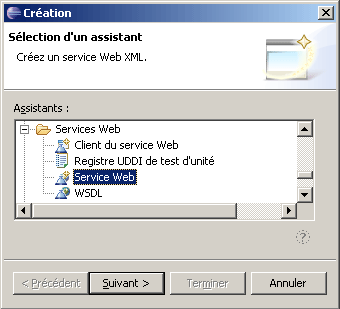 Création
Sélection d'un assistant
Créez un service Web XML.
Assistants :
Services Web
Client du service Web
Registre UDDI de test d'unité
Service Web
WSDL
?
< Précédent
Suivant >
Terminer
Annuler